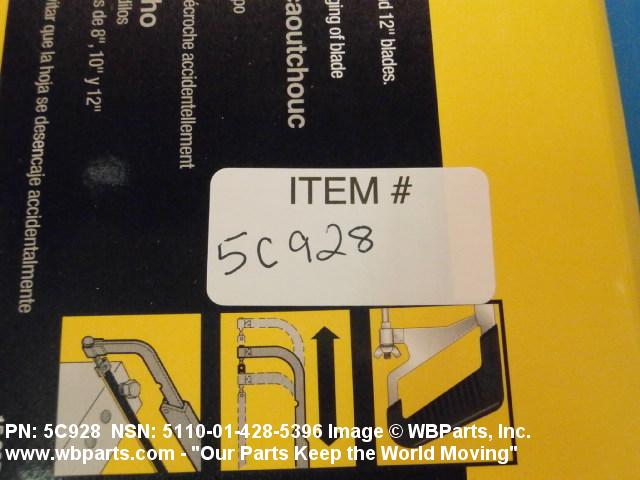 nd 12" blades.
ging of blade
aoutchouc
po
écroche accidentellement
ho
dillos
s de 8", 10" y 12"
vitar que la hoja se desencaje accidentalmente
ITEM #
5C928
PN: 5C928 NSN: 5110-01-428-5396 Image © WBParts, Inc.
www.wbparts.com - "Our Parts Keep the World Moving"